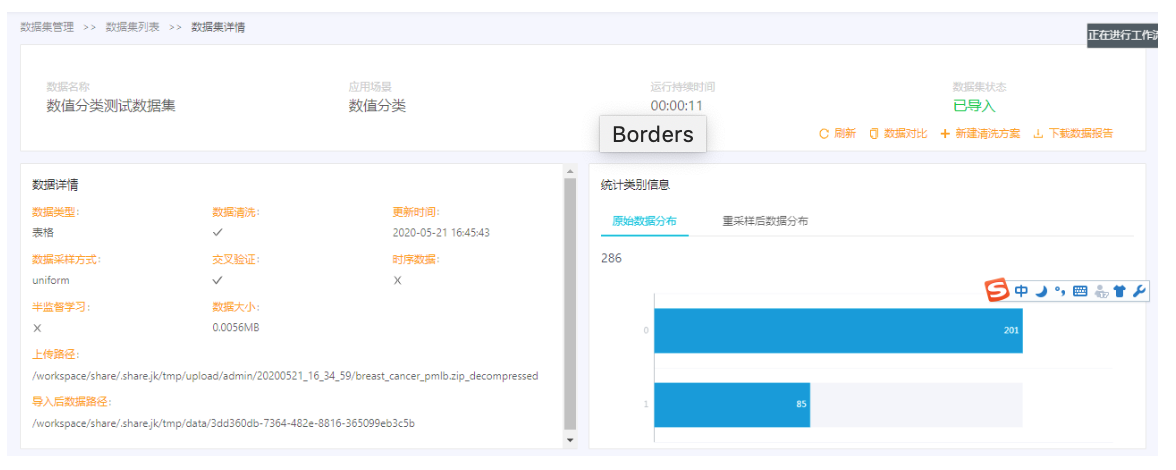 数据集管理 >> 数据集列表 >> 数据集详情
正在进行工作
数据名称 应用场景 运行持续时间 数据集状态
数值分类测试数据集 数值分类 00:00:11 已导入
Borders
刷新 数据对比 + 新建清洗方案 下载数据报告
数据详情
数据类型: 数据清洗: 更新时间:
表格 ✓ 2020-05-21 16:45:43
数据采样方式: 交叉验证: 时序数据:
uniform ✓ X
半监督学习: 数据大小:
X 0.0056MB
上传路径:
/workspace/share/.share.jk/tmp/upload/admin/20200521_16_34_59/breast_cancer_pmlb.zip_decompressed
导入后数据路径:
/workspace/share/.share.jk/tmp/data/3dd360db-7364-482e-8816-365099eb3c5b
统计类别信息
原始数据分布 重采样后数据分布
286
S 中
0 201
1 85